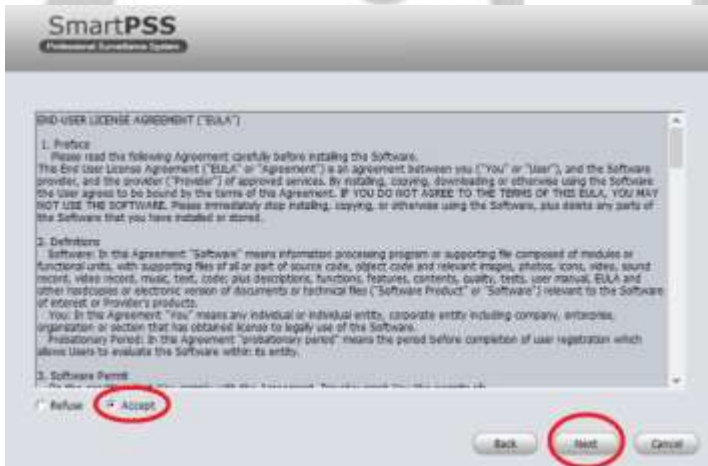 SmartPSS
Professional Surveillance System
END-USER LICENSE AGREEMENT ("EULA")
1. Preface
Please read the following Agreement carefully before installing the Software.
This End User License Agreement ("EULA" or "Agreement") is an agreement between you ("You" or "User"), and the Software
provider, and the provider ("Provider") of approved services. By installing, copying, downloading or otherwise using the Software
the User agrees to be bound by the terms of this Agreement. IF YOU DO NOT AGREE TO THE TERMS OF THIS EULA, YOU MAY
NOT USE THE SOFTWARE. Please immediately stop installing, copying, or otherwise using the Software, plus delete any parts of
the Software that you have installed or stored.
2. Definitions
Software: In the Agreement "Software" means information processing program or supporting file composed of modules or
functional units, with supporting files of all or part of source code, object code and relevant images, photos, icons, video, sound
record, video record, music, text, code; plus descriptions, functions, features, contents, quality, tests, user manual, EULA and
other hardcopies or electronic version of documents or technical files ("Software Product" or "Software") relevant to the Software
of interest or Provider's products.
You: In the Agreement "You" means any individual or individual entity, corporate entity including company, enterprise,
organization or section that has obtained license to legally use of the Software.
Probationary Period: In this Agreement "probationary period" means the period before completion of user registration which
allows Users to evaluate the Software within its entity.
3. Software Permit
Refuse Accept
Back Next Cancel